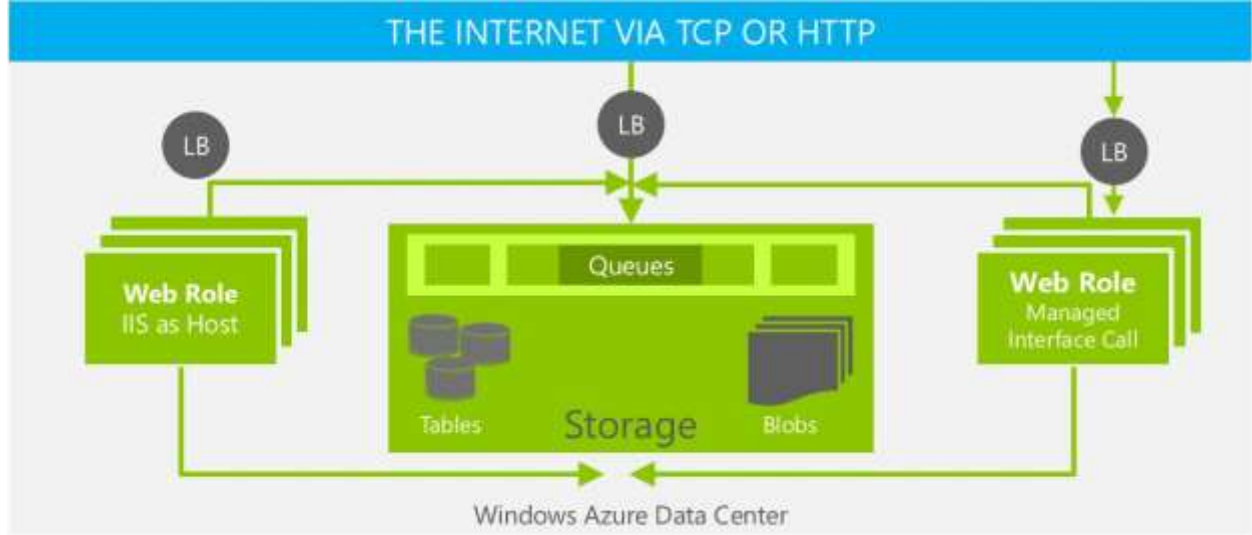 THE INTERNET VIA TCP OR HTTP
LB
LB
LB
Web Role
IIS as Host
Queues
Tables
Storage
Blobs
Web Role
Managed
Interface Call
Windows Azure Data Center